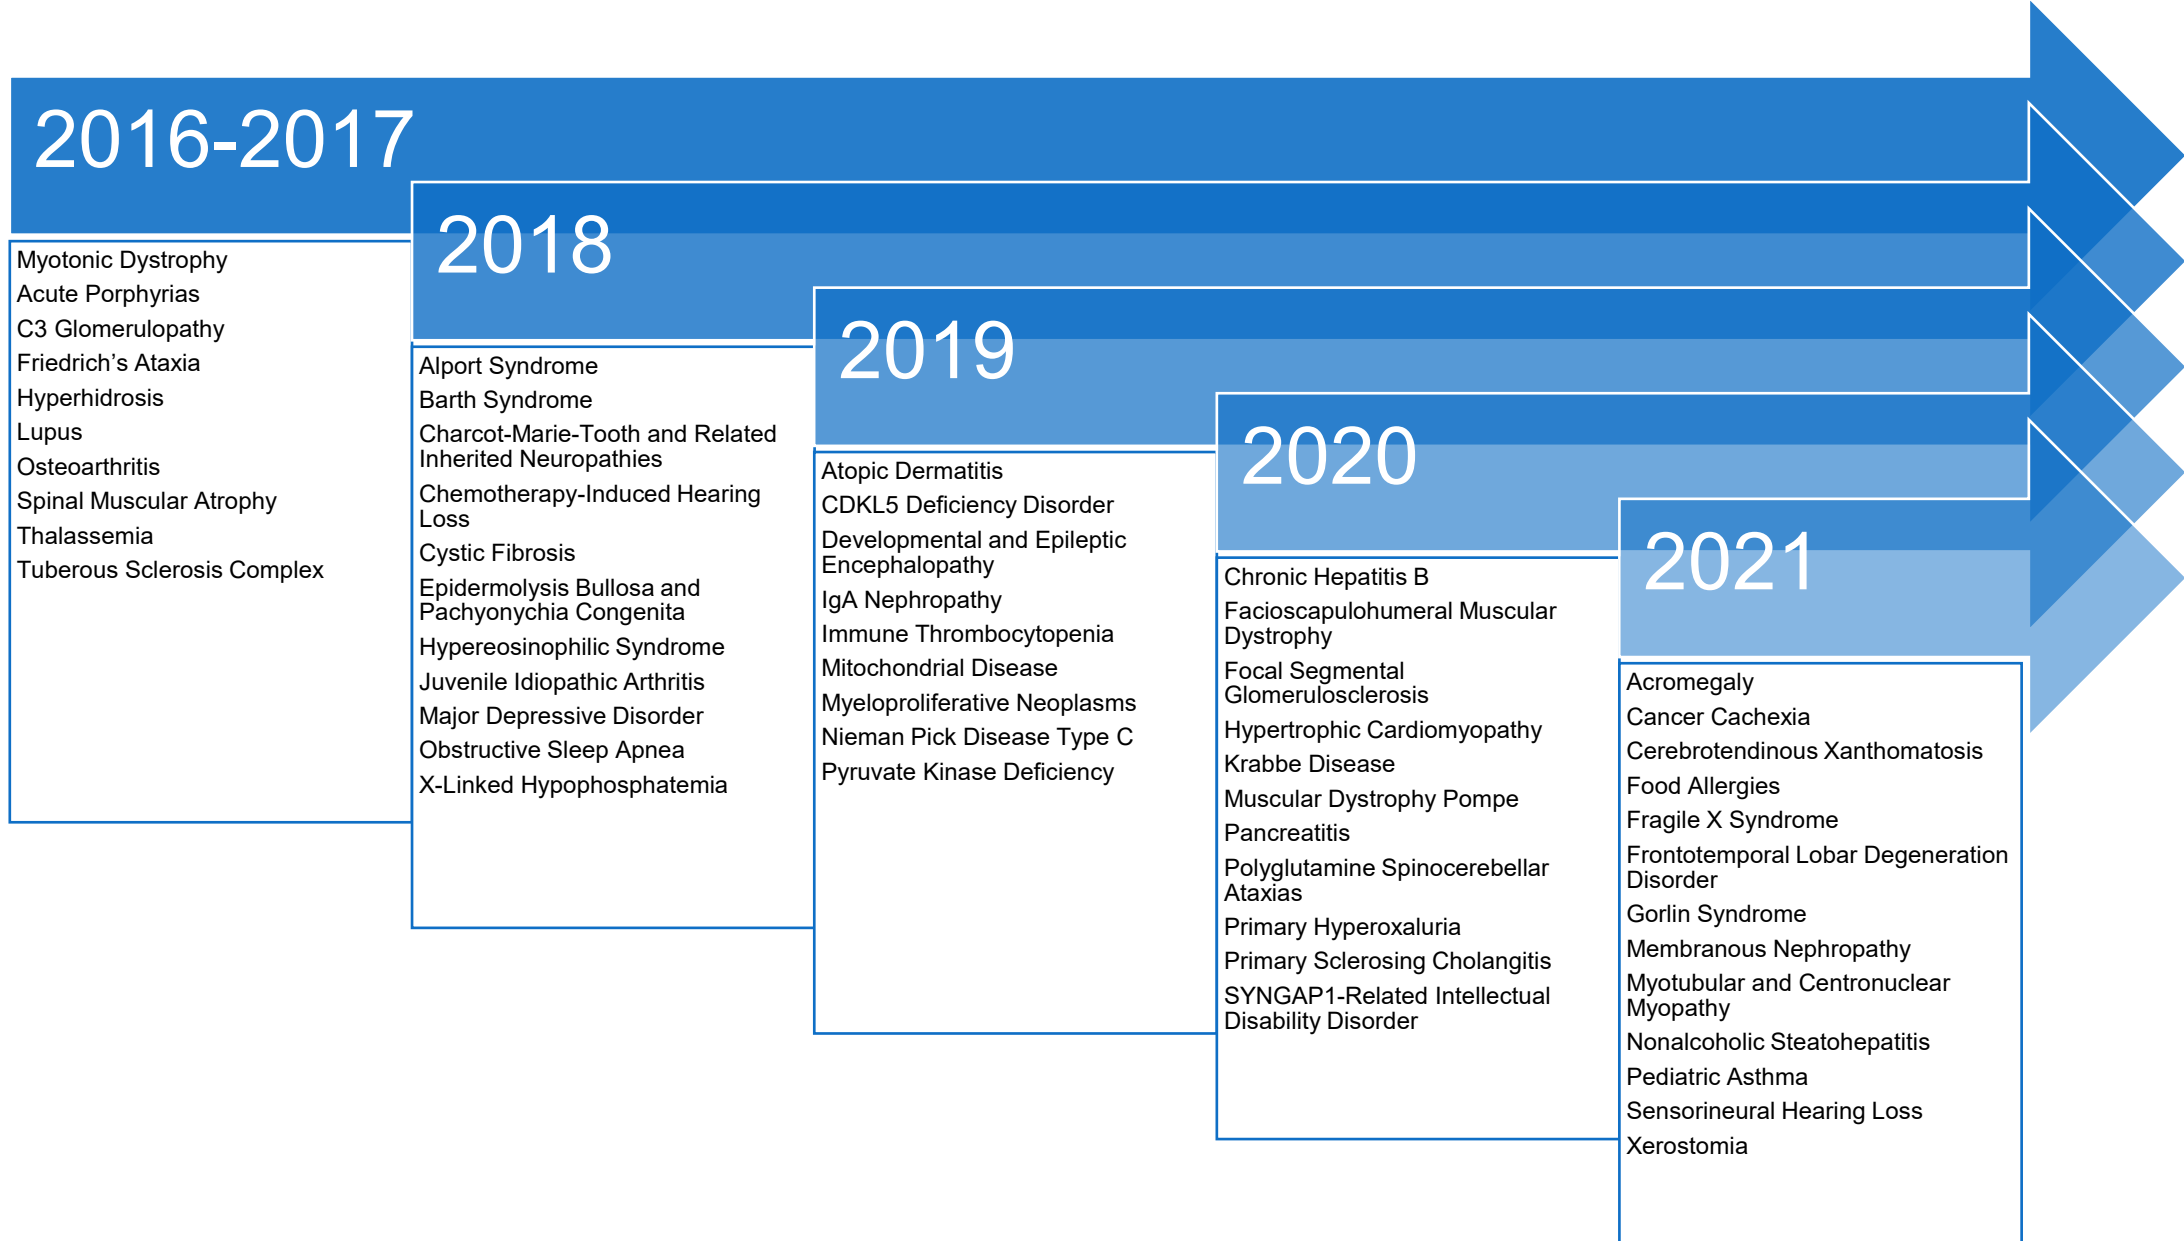 2016-2017
Myotonic Dystrophy
Acute Porphyrias
C3 Glomerulopathy
Friedrich’s Ataxia
Hyperhidrosis
Lupus
Osteoarthritis
Spinal Muscular Atrophy
Thalassemia
Tuberous Sclerosis Complex
2018
Alport Syndrome
Barth Syndrome
Charcot-Marie-Tooth and Related
Inherited Neuropathies
Chemotherapy-Induced Hearing
Loss
Cystic Fibrosis
Epidermolysis Bullosa and
Pachyonychia Congenita
Hypereosinophilic Syndrome
Juvenile Idiopathic Arthritis
Major Depressive Disorder
Obstructive Sleep Apnea
X-Linked Hypophosphatemia
2019
Atopic Dermatitis
CDKL5 Deficiency Disorder
Developmental and Epileptic
Encephalopathy
IgA Nephropathy
Immune Thrombocytopenia
Mitochondrial Disease
Myeloproliferative Neoplasms
Nieman Pick Disease Type C
Pyruvate Kinase Deficiency
2020
Chronic Hepatitis B
Facioscapulohumeral Muscular
Dystrophy
Focal Segmental
Glomerulosclerosis
Hypertrophic Cardiomyopathy
Krabbe Disease
Muscular Dystrophy Pompe
Pancreatitis
Polyglutamine Spinocerebellar
Ataxias
Primary Hyperoxaluria
Primary Sclerosing Cholangitis
SYNGAP1-Related Intellectual
Disability Disorder
2021
Acromegaly
Cancer Cachexia
Cerebrotendinous Xanthomatosis
Food Allergies
Fragile X Syndrome
Frontotemporal Lobar Degeneration
Disorder
Gorlin Syndrome
Membranous Nephropathy
Myotubular and Centronuclear
Myopathy
Nonalcoholic Steatohepatitis
Pediatric Asthma
Sensorineural Hearing Loss
Xerostomia